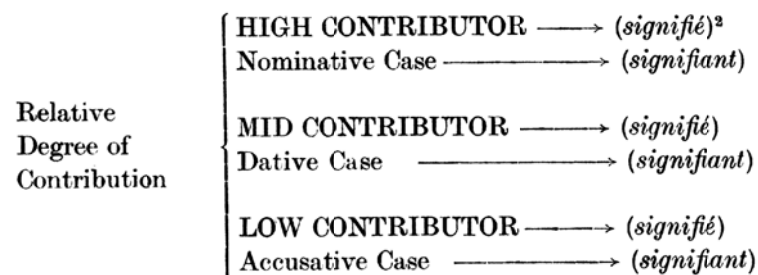 HIGH CONTRIBUTOR ⟶ (signifié)²
Nominative Case ⟶ (signifiant)
Relative
Degree of
Contribution
MID CONTRIBUTOR ⟶ (signifié)
Dative Case ⟶ (signifiant)
LOW CONTRIBUTOR ⟶ (signifié)
Accusative Case ⟶ (signifiant)